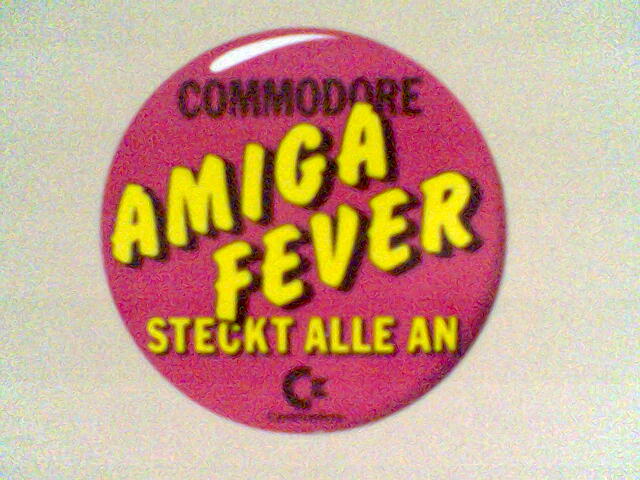 COMMODORE
AMIGA
FEVER
STECKT ALLE AN